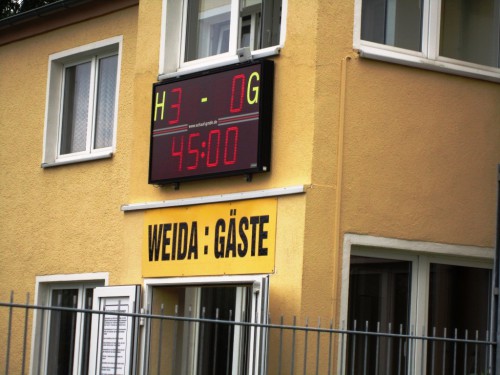 H 3 - 0 G
45:00
WEIDA : GÄSTE